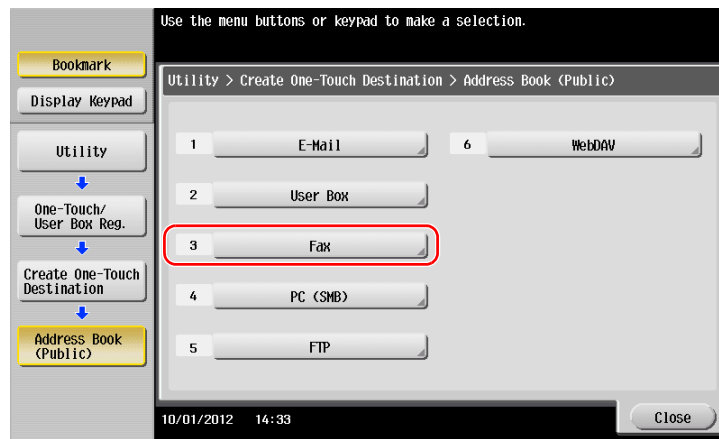 Use the menu buttons or keypad to make a selection.
Bookmark
Display Keypad
Utility
One-Touch/
User Box Reg.
Create One-Touch
Destination
Address Book
(Public)
Utility > Create One-Touch Destination > Address Book (Public)
1 E-Mail
2 User Box
3 Fax
4 PC (SMB)
5 FTP
6 WebDAV
10/01/2012 14:33
Close